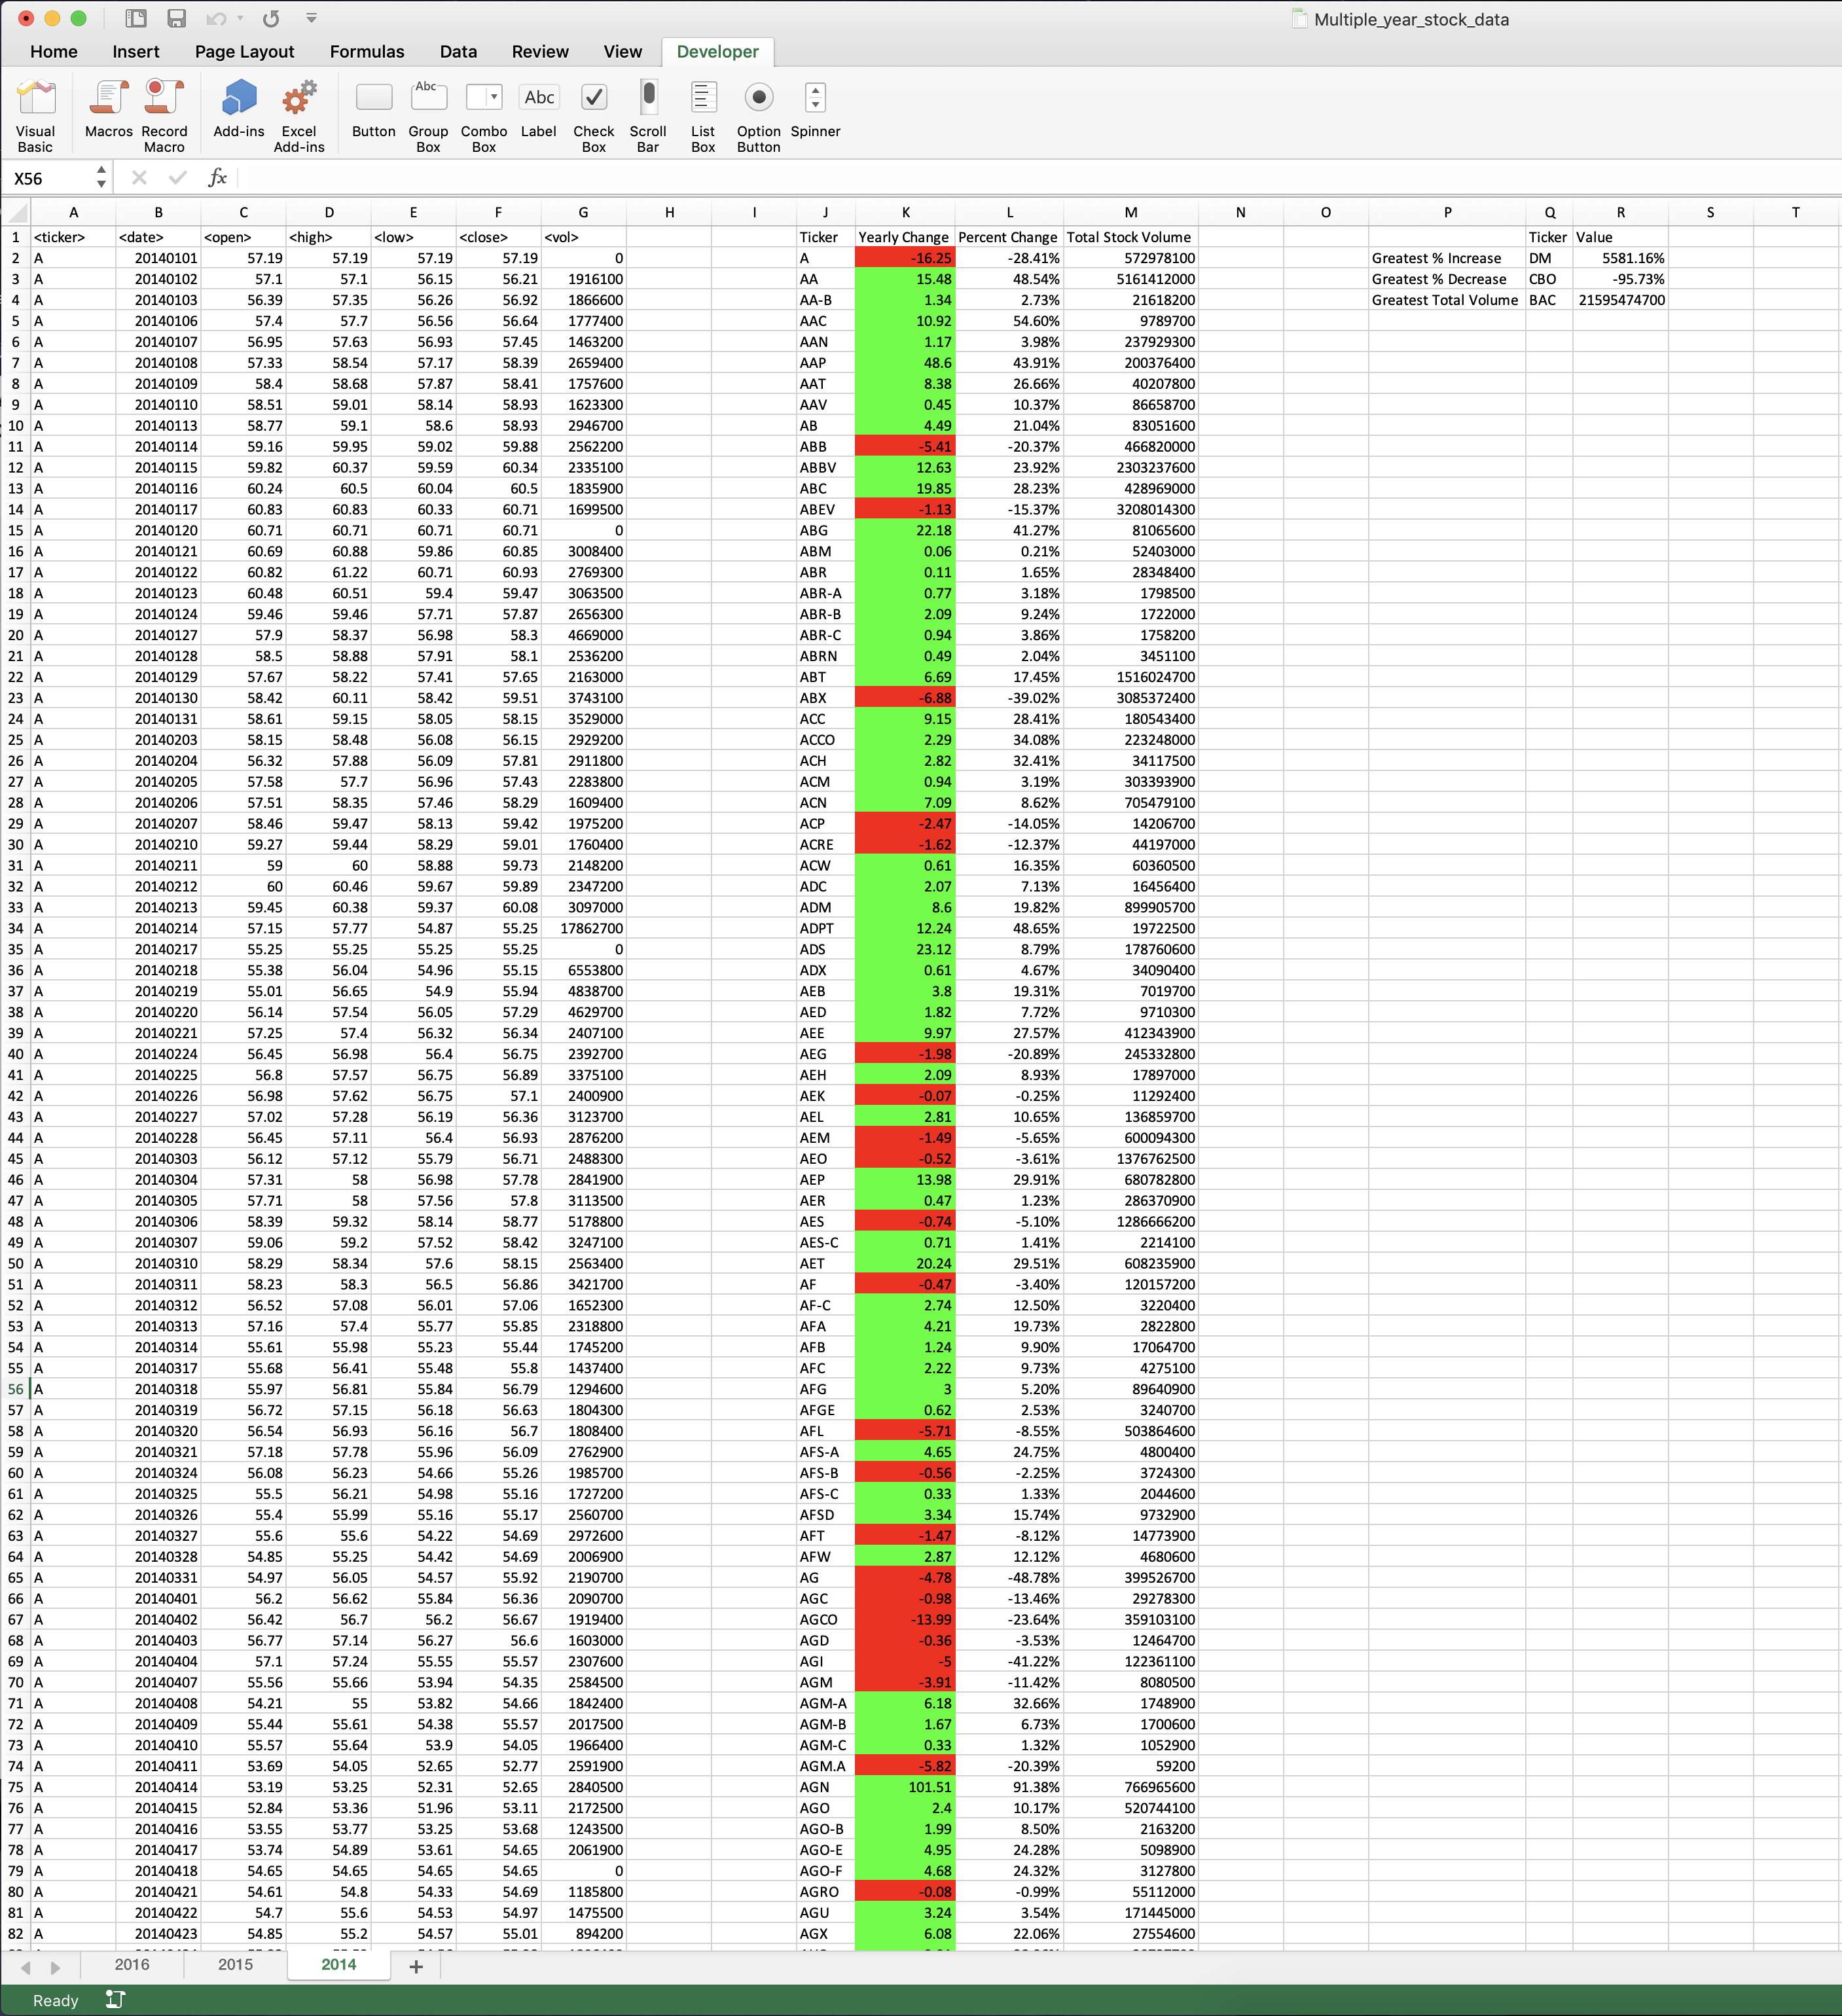 Multiple_year_stock_data
Home Insert Page Layout Formulas Data Review View Developer
Visual Basic Macros Record Macro Add-ins Excel Add-ins Button Group Box Combo Box Label Check Box Scroll Bar List Box Option Button Spinner
X56 fx
A B C D E F G H I J K L M N O P Q R S T
1 <ticker> <date> <open> <high> <low> <close> <vol> Ticker Yearly Change Percent Change Total Stock Volume Ticker Value
2 A 20140101 57.19 57.19 57.19 57.19 0 A -16.25 -28.41% 572978100 Greatest % Increase DM 5581.16%
3 A 20140102 57.1 57.1 56.15 56.21 1916100 AA 15.48 48.54% 5161412000 Greatest % Decrease CBO -95.73%
4 A 20140103 56.39 57.35 56.26 56.92 1866600 AA-B 1.34 2.73% 21618200 Greatest Total Volume BAC 21595474700
5 A 20140106 57.4 57.7 56.56 56.64 1777400 AAC 10.92 54.60% 9789700
6 A 20140107 56.95 57.63 56.93 57.45 1463200 AAN 1.17 3.98% 237929300
7 A 20140108 57.33 58.54 57.17 58.39 2659400 AAP 48.6 43.91% 200376400
8 A 20140109 58.4 58.68 57.87 58.41 1757600 AAT 8.38 26.66% 40207800
9 A 20140110 58.51 59.01 58.14 58.93 1623300 AAV 0.45 10.37% 86658700
10 A 20140113 58.77 59.1 58.6 58.93 2946700 AB 4.49 21.04% 83051600
11 A 20140114 59.16 59.95 59.02 59.88 2562200 ABB -5.41 -20.37% 466820000
12 A 20140115 59.82 60.37 59.59 60.34 2335100 ABBV 12.63 23.92% 2303237600
13 A 20140116 60.24 60.5 60.04 60.5 1835900 ABC 19.85 28.23% 428969000
14 A 20140117 60.83 60.83 60.33 60.71 1699500 ABEV -1.13 -15.37% 3208014300
15 A 20140120 60.71 60.71 60.71 60.71 0 ABG 22.18 41.27% 81065600
16 A 20140121 60.69 60.88 59.86 60.85 3008400 ABM 0.06 0.21% 52403000
17 A 20140122 60.82 61.22 60.71 60.93 2769300 ABR 0.11 1.65% 28348400
18 A 20140123 60.48 60.51 59.4 59.47 3063500 ABR-A 0.77 3.18% 1798500
19 A 20140124 59.46 59.46 57.71 57.87 2656300 ABR-B 2.09 9.24% 1722000
20 A 20140127 57.9 58.37 56.98 58.3 4669000 ABR-C 0.94 3.86% 1758200
21 A 20140128 58.5 58.88 57.91 58.1 2536200 ABRN 0.49 2.04% 3451100
22 A 20140129 57.67 58.22 57.41 57.65 2163000 ABT 6.69 17.45% 1516024700
23 A 20140130 58.42 60.11 58.42 59.51 3743100 ABX -6.88 -39.02% 3085372400
24 A 20140131 58.61 59.15 58.05 58.15 3529000 ACC 9.15 28.41% 180543400
25 A 20140203 58.15 58.48 56.08 56.15 2929200 ACCO 2.29 34.08% 223248000
26 A 20140204 56.32 57.88 56.09 57.81 2911800 ACH 2.82 32.41% 34117500
27 A 20140205 57.58 57.7 56.96 57.43 2283800 ACM 0.94 3.19% 303393900
28 A 20140206 57.51 58.35 57.46 58.29 1609400 ACN 7.09 8.62% 705479100
29 A 20140207 58.46 59.47 58.13 59.42 1975200 ACP -2.47 -14.05% 14206700
30 A 20140210 59.27 59.44 58.29 59.01 1760400 ACRE -1.62 -12.37% 44197000
31 A 20140211 59 60 58.88 59.73 2148200 ACW 0.61 16.35% 60360500
32 A 20140212 60 60.46 59.67 59.89 2347200 ADC 2.07 7.13% 16456400
33 A 20140213 59.45 60.38 59.37 60.08 3097000 ADM 8.6 19.82% 899905700
34 A 20140214 57.15 57.77 54.87 55.25 17862700 ADPT 12.24 48.65% 19722500
35 A 20140217 55.25 55.25 55.25 55.25 0 ADS 23.12 8.79% 178760600
36 A 20140218 55.38 56.04 54.96 55.15 6553800 ADX 0.61 4.67% 34090400
37 A 20140219 55.01 56.65 54.9 55.94 4838700 AEB 3.8 19.31% 7019700
38 A 20140220 56.14 57.54 56.05 57.29 4629700 AED 1.82 7.72% 9710300
39 A 20140221 57.25 57.4 56.32 56.34 2407100 AEE 9.97 27.57% 412343900
40 A 20140224 56.45 56.98 56.4 56.75 2392700 AEG -1.98 -20.89% 245332800
41 A 20140225 56.8 57.57 56.75 56.89 3375100 AEH 2.09 8.93% 17897000
42 A 20140226 56.98 57.62 56.75 57.1 2400900 AEK -0.07 -0.25% 11292400
43 A 20140227 57.02 57.28 56.19 56.36 3123700 AEL 2.81 10.65% 136859700
44 A 20140228 56.45 57.11 56.4 56.93 2876200 AEM -1.49 -5.65% 600094300
45 A 20140303 56.12 57.12 55.79 56.71 2488300 AEO -0.52 -3.61% 1376762500
46 A 20140304 57.31 58 56.98 57.78 2841900 AEP 13.98 29.91% 680782800
47 A 20140305 57.71 58 57.56 57.8 3113500 AER 0.47 1.23% 286370900
48 A 20140306 58.39 59.32 58.14 58.77 5178800 AES -0.74 -5.10% 1286666200
49 A 20140307 59.06 59.2 57.52 58.42 3247100 AES-C 0.71 1.41% 2214100
50 A 20140310 58.29 58.34 57.6 58.15 2563400 AET 20.24 29.51% 608235900
51 A 20140311 58.23 58.3 56.5 56.86 3421700 AF -0.47 -3.40% 120157200
52 A 20140312 56.52 57.08 56.01 57.06 1652300 AF-C 2.74 12.50% 3220400
53 A 20140313 57.16 57.4 55.77 55.85 2318800 AFA 4.21 19.73% 2822800
54 A 20140314 55.61 55.98 55.23 55.44 1745200 AFB 1.24 9.90% 17064700
55 A 20140317 55.68 56.41 55.48 55.8 1437400 AFC 2.22 9.73% 4275100
56 A 20140318 55.97 56.81 55.84 56.79 1294600 AFG 3 5.20% 89640900
57 A 20140319 56.72 57.15 56.18 56.63 1804300 AFGE 0.62 2.53% 3240700
58 A 20140320 56.54 56.93 56.16 56.7 1808400 AFL -5.71 -8.55% 503864600
59 A 20140321 57.18 57.78 55.96 56.09 2762900 AFS-A 4.65 24.75% 4800400
60 A 20140324 56.08 56.23 54.66 55.26 1985700 AFS-B -0.56 -2.25% 3724300
61 A 20140325 55.5 56.21 54.98 55.16 1727200 AFS-C 0.33 1.33% 2044600
62 A 20140326 55.4 55.99 55.16 55.17 2560700 AFSD 3.34 15.74% 9732900
63 A 20140327 55.6 55.6 54.22 54.69 2972600 AFT -1.47 -8.12% 14773900
64 A 20140328 54.85 55.25 54.42 54.69 2006900 AFW 2.87 12.12% 4680600
65 A 20140331 54.97 56.05 54.57 55.92 2190700 AG -4.78 -48.78% 399526700
66 A 20140401 56.2 56.62 55.84 56.36 2090700 AGC -0.98 -13.46% 29278300
67 A 20140402 56.42 56.7 56.2 56.67 1919400 AGCO -13.99 -23.64% 359103100
68 A 20140403 56.77 57.14 56.27 56.6 1603000 AGD -0.36 -3.53% 12464700
69 A 20140404 57.1 57.24 55.55 55.57 2307600 AGI -5 -41.22% 122361100
70 A 20140407 55.56 55.66 53.94 54.35 2584500 AGM -3.91 -11.42% 8080500
71 A 20140408 54.21 55 53.82 54.66 1842400 AGM-A 6.18 32.66% 1748900
72 A 20140409 55.44 55.61 54.38 55.57 2017500 AGM-B 1.67 6.73% 1700600
73 A 20140410 55.57 55.64 53.9 54.05 1966400 AGM-C 0.33 1.32% 1052900
74 A 20140411 53.69 54.05 52.65 52.77 2591900 AGM.A -5.82 -20.39% 59200
75 A 20140414 53.19 53.25 52.31 52.65 2840500 AGN 101.51 91.38% 766965600
76 A 20140415 52.84 53.36 51.96 53.11 2172500 AGO 2.4 10.17% 520744100
77 A 20140416 53.55 53.77 53.25 53.68 1243500 AGO-B 1.99 8.50% 2163200
78 A 20140417 53.74 54.89 53.61 54.65 2061900 AGO-E 4.95 24.28% 5098900
79 A 20140418 54.65 54.65 54.65 54.65 0 AGO-F 4.68 24.32% 3127800
80 A 20140421 54.61 54.8 54.33 54.69 1185800 AGRO -0.08 -0.99% 55112000
81 A 20140422 54.7 55.6 54.53 54.97 1475500 AGU 3.24 3.54% 171445000
82 A 20140423 54.85 55.2 54.57 55.01 894200 AGX 6.08 22.06% 27554600
2016 2015 2014 +
Ready